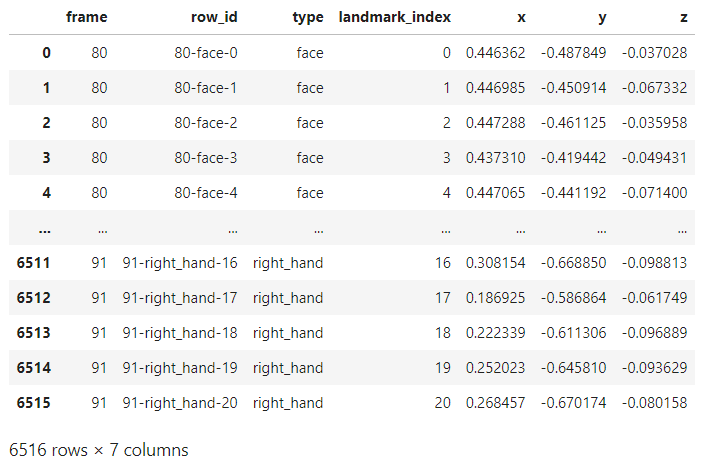 frame row_id type landmark_index x y z
0 80 80-face-0 face 0 0.446362 -0.487849 -0.037028
1 80 80-face-1 face 1 0.446985 -0.450914 -0.067332
2 80 80-face-2 face 2 0.447288 -0.461125 -0.035958
3 80 80-face-3 face 3 0.437310 -0.419442 -0.049431
4 80 80-face-4 face 4 0.447065 -0.441192 -0.071400
... ... ... ... ... ... ... ...
6511 91 91-right_hand-16 right_hand 16 0.308154 -0.668850 -0.098813
6512 91 91-right_hand-17 right_hand 17 0.186925 -0.586864 -0.061749
6513 91 91-right_hand-18 right_hand 18 0.222339 -0.611306 -0.096889
6514 91 91-right_hand-19 right_hand 19 0.252023 -0.645810 -0.093629
6515 91 91-right_hand-20 right_hand 20 0.268457 -0.670174 -0.080158
6516 rows × 7 columns